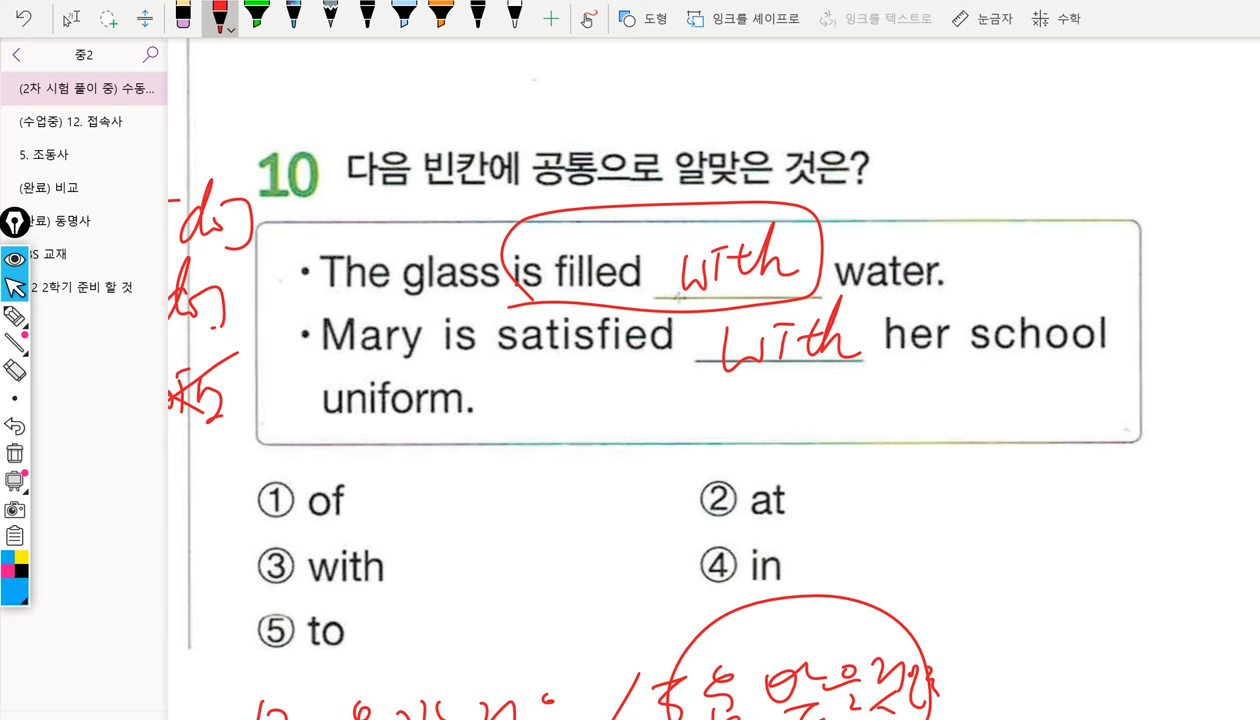 도형
잉크를 셰이프로
잉크를 텍스트로
눈금자
수학
중2
(2차 시험 풀이 중) 수동...
(수업중) 12. 접속사
5. 조동사
(완료) 비교
료) 동명사
BS 교재
2 2학기 준비 할 것
10 다음 빈칸에 공통으로 알맞은 것은?
• The glass is filled with water.
• Mary is satisfied with her school
uniform.
① of
② at
③ with
④ in
⑤ to